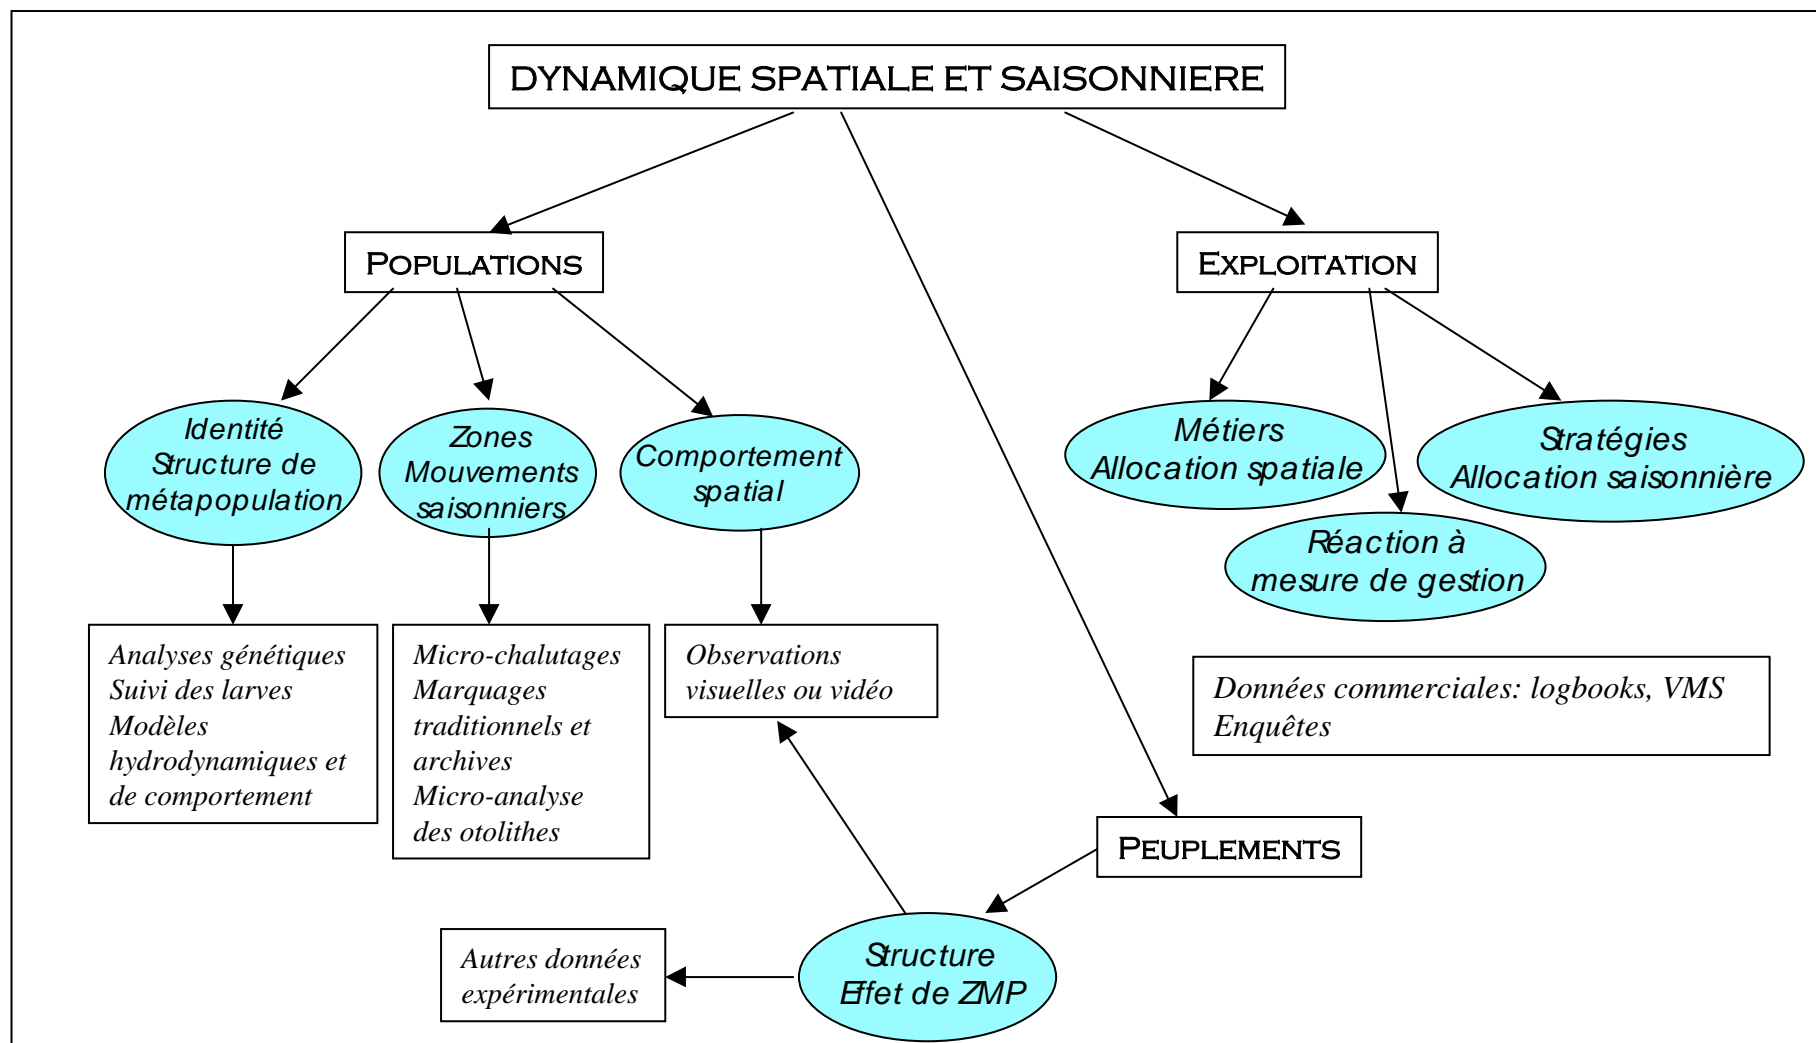 DYNAMIQUE SPATIALE ET SAISONNIERE
POPULATIONS
EXPLOITATION
Identité
Structure de
métapopulation
Zones
Mouvements
saisonniers
Comportement
spatial
Métiers
Allocation spatiale
Stratégies
Allocation saisonnière
Réaction à
mesure de gestion
Analyses génétiques
Suivi des larves
Modèles
hydrodynamiques et
de comportement
Micro-chalutages
Marquages
traditionnels et
archives
Micro-analyse
des otolithes
Observations
visuelles ou vidéo
Données commerciales: logbooks, VMS
Enquêtes
PEUPLEMENTS
Structure
Effet de ZMP
Autres données
expérimentales